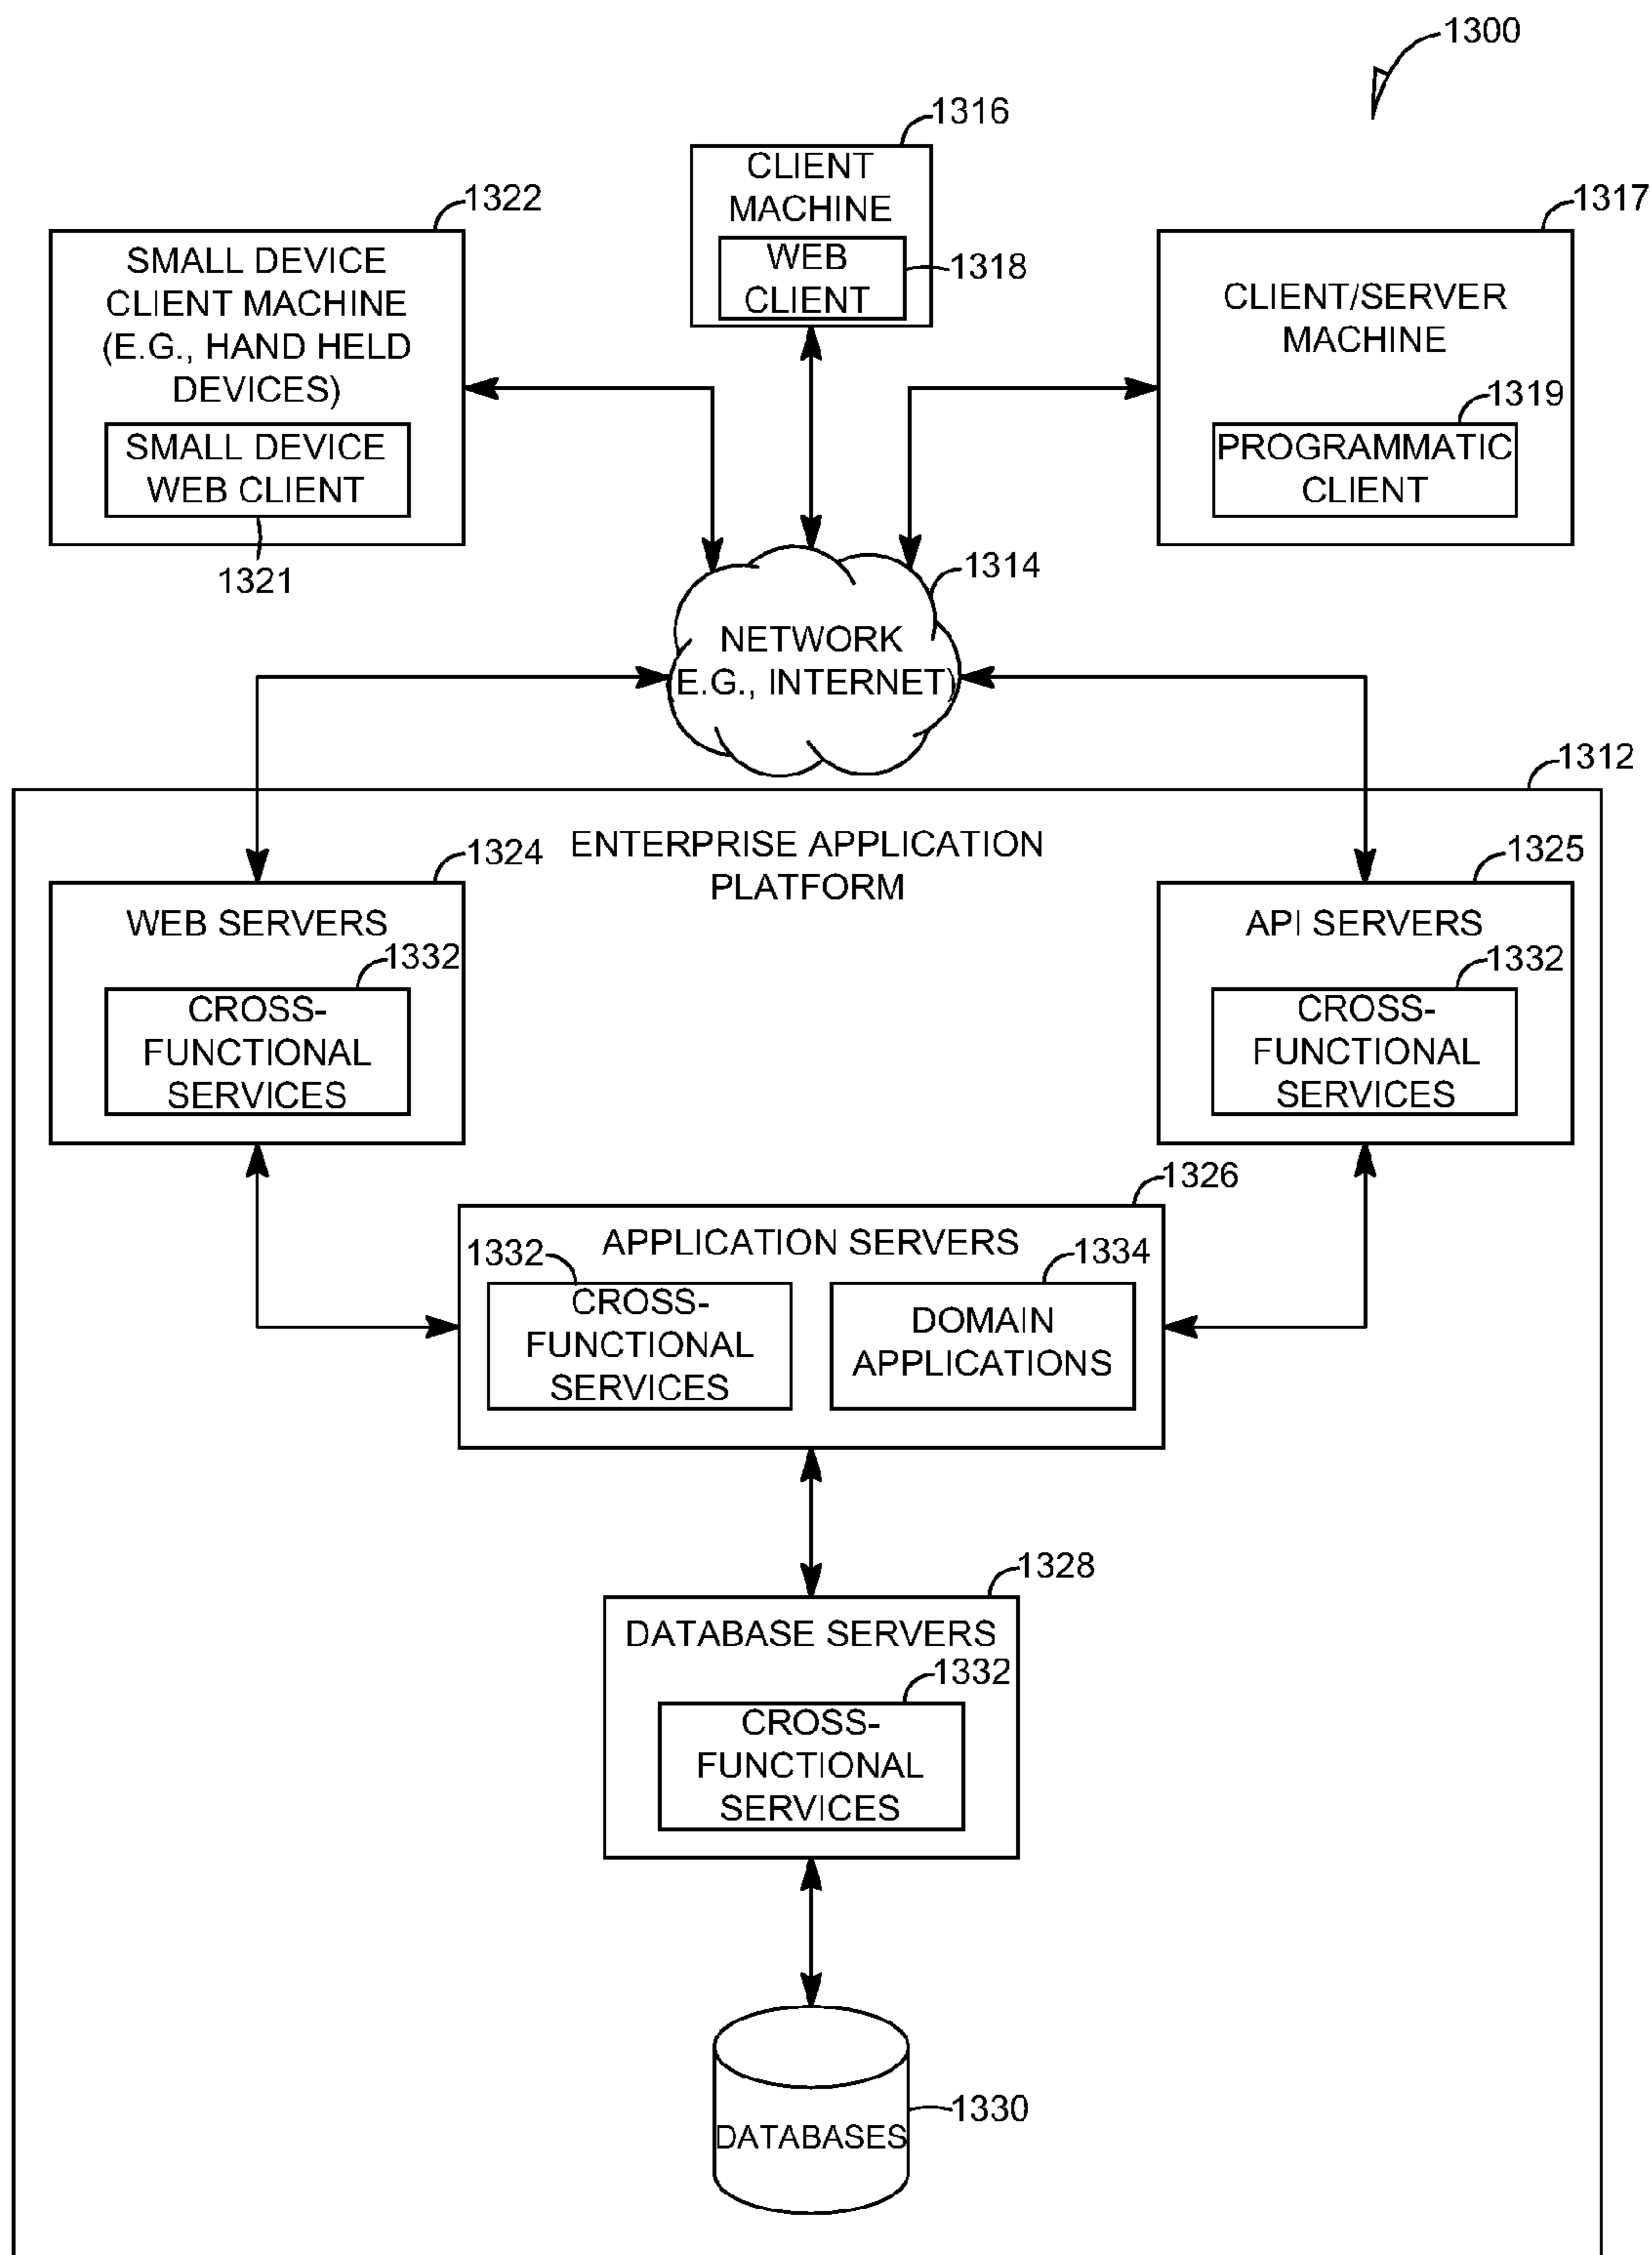 1300
1316
CLIENT
MACHINE
WEB
CLIENT
1318
1322
SMALL DEVICE
CLIENT MACHINE
(E.G., HAND HELD
DEVICES)
SMALL DEVICE
WEB CLIENT
1321
1317
CLIENT/SERVER
MACHINE
1319
PROGRAMMATIC
CLIENT
1314
NETWORK
(E.G., INTERNET)
1312
ENTERPRISE APPLICATION
PLATFORM
1324
WEB SERVERS
1332
CROSS-
FUNCTIONAL
SERVICES
1325
API SERVERS
1332
CROSS-
FUNCTIONAL
SERVICES
1326
APPLICATION SERVERS
1332
CROSS-
FUNCTIONAL
SERVICES
1334
DOMAIN
APPLICATIONS
1328
DATABASE SERVERS
1332
CROSS-
FUNCTIONAL
SERVICES
1330
DATABASES